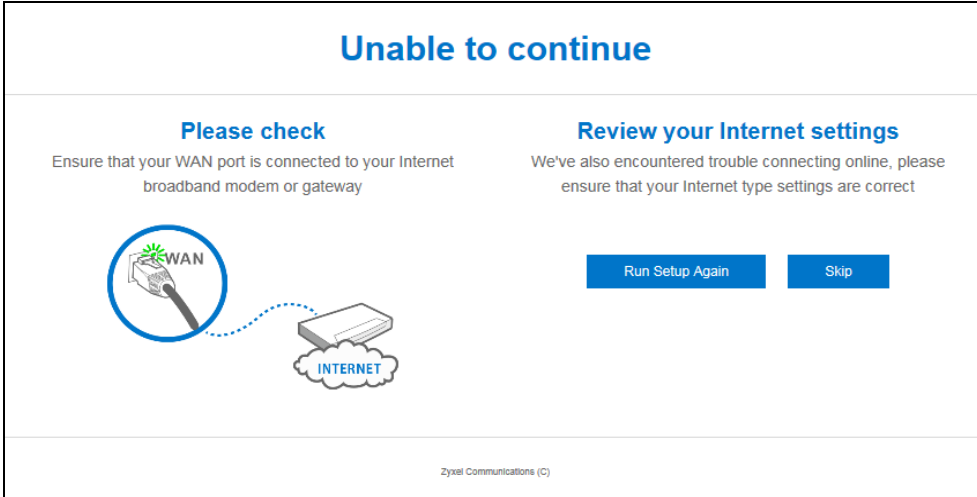 Unable to continue
Please check
Ensure that your WAN port is connected to your Internet
broadband modem or gateway
WAN
INTERNET
Review your Internet settings
We've also encountered trouble connecting online, please
ensure that your Internet type settings are correct
Run Setup Again
Skip
Zyxel Communications (C)